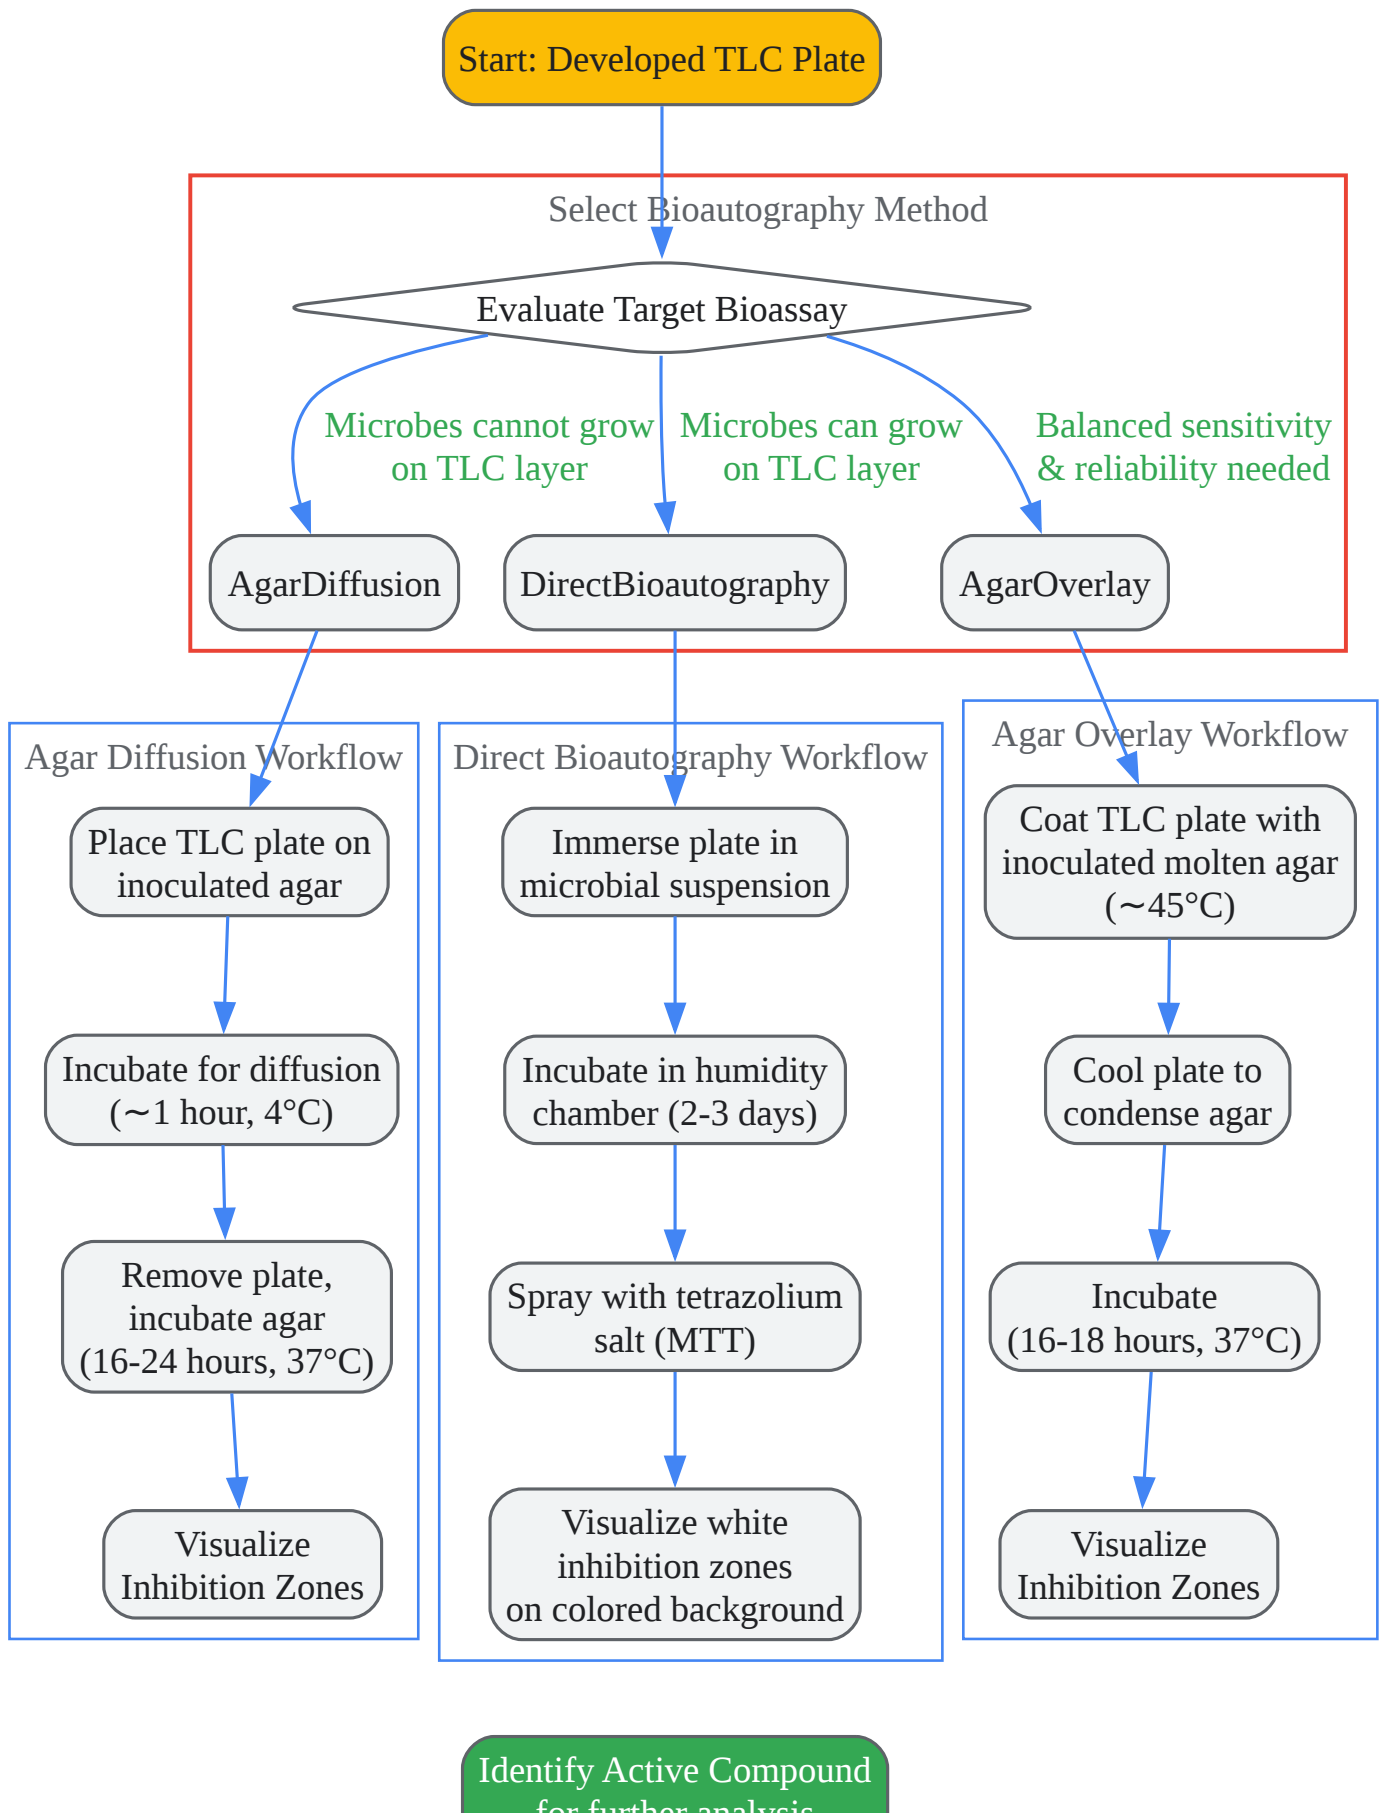 Start: Developed TLC Plate
Select Bioautography Method
Evaluate Target Bioassay
Microbes cannot grow
on TLC layer
Microbes can grow
on TLC layer
Balanced sensitivity
& reliability needed
AgarDiffusion
DirectBioautography
AgarOverlay
Agar Diffusion Workflow
Place TLC plate on
inoculated agar
Incubate for diffusion
(∼1 hour, 4°C)
Remove plate,
incubate agar
(16-24 hours, 37°C)
Visualize
Inhibition Zones
Direct Bioautography Workflow
Immerse plate in
microbial suspension
Incubate in humidity
chamber (2-3 days)
Spray with tetrazolium
salt (MTT)
Visualize white
inhibition zones
on colored background
Agar Overlay Workflow
Coat TLC plate with
inoculated molten agar
(∼45°C)
Cool plate to
condense agar
Incubate
(16-18 hours, 37°C)
Visualize
Inhibition Zones
Identify Active Compound
for further analysis